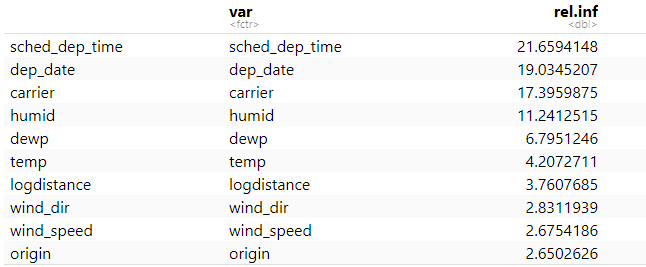 var rel.inf
<fctr> <dbl>
sched_dep_time sched_dep_time 21.6594148
dep_date dep_date 19.0345207
carrier carrier 17.3959875
humid humid 11.2412515
dewp dewp 6.7951246
temp temp 4.2072711
logdistance logdistance 3.7607685
wind_dir wind_dir 2.8311939
wind_speed wind_speed 2.6754186
origin origin 2.6502626